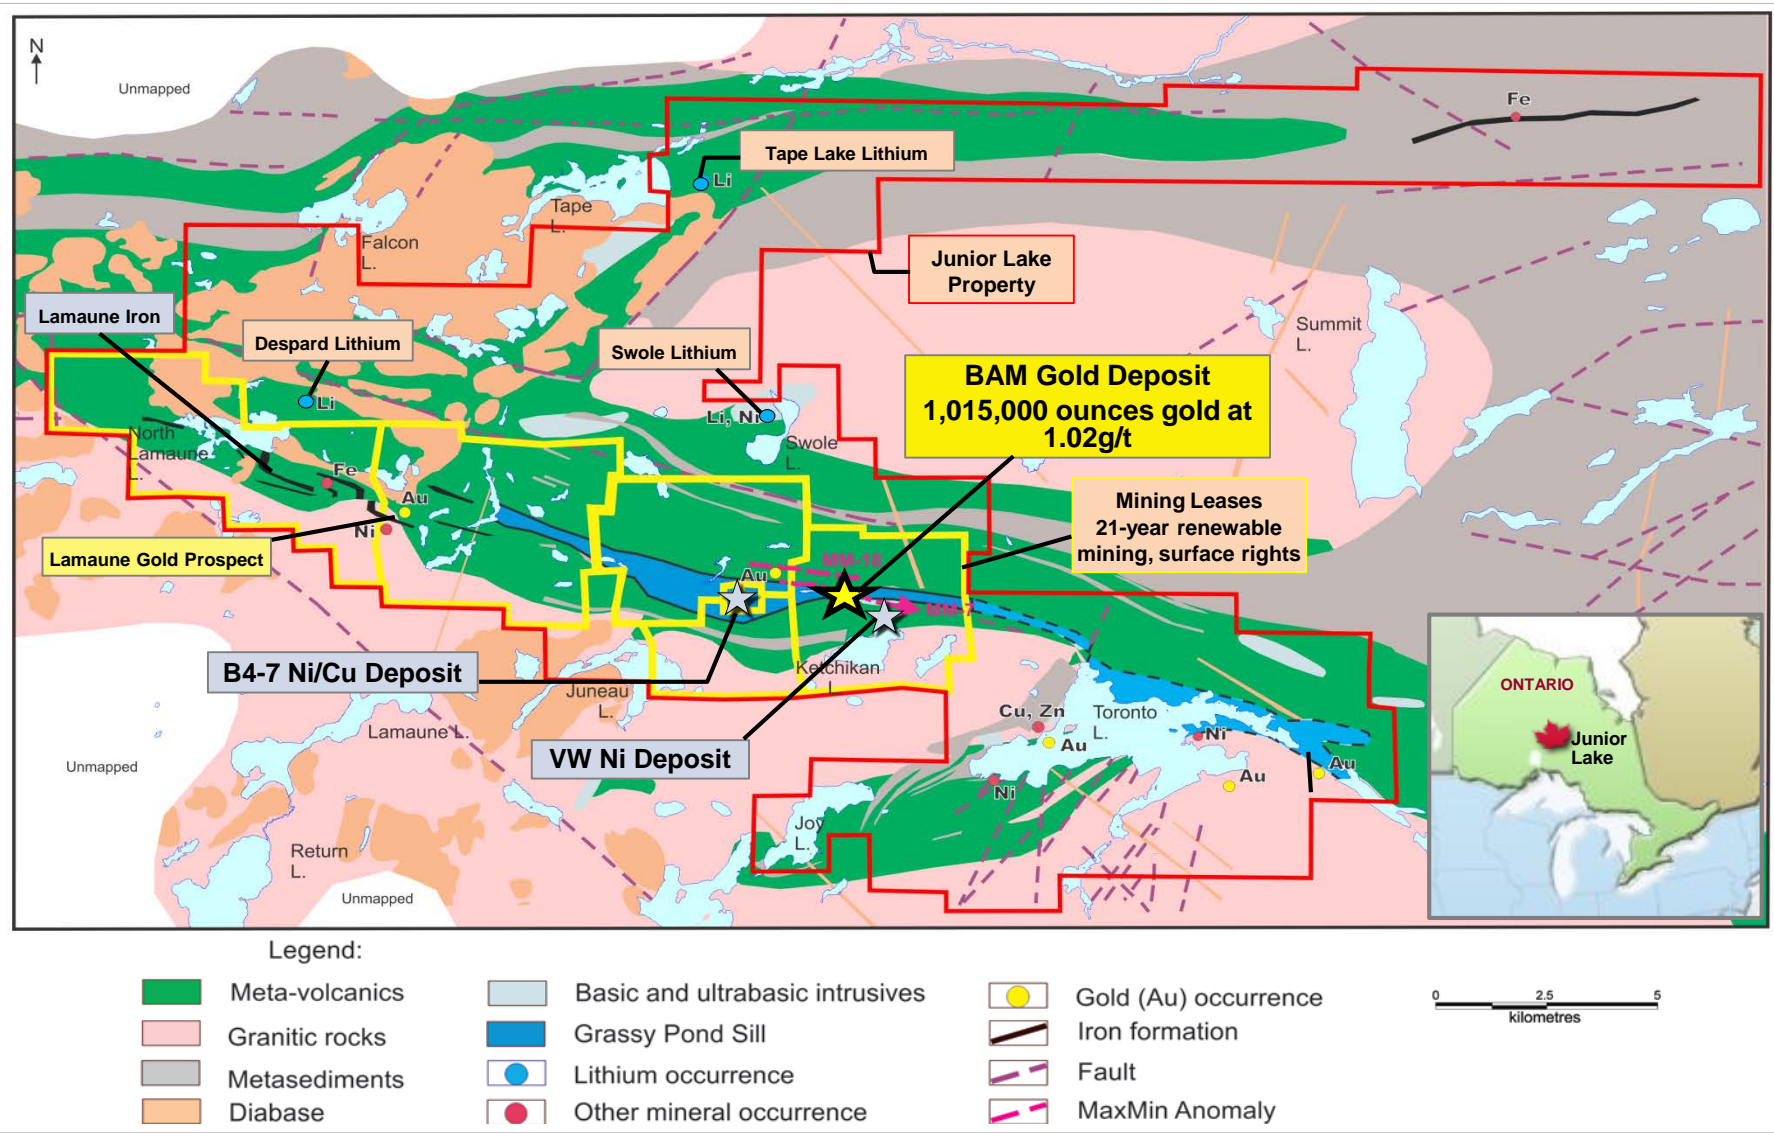 N
Unmapped
Fe
Tape Lake Lithium
Li
Tape
L.
Falcon
L.
Junior Lake
Property
Lamaune Iron
Despard Lithium
Swole Lithium
Summit
L.
BAM Gold Deposit
1,015,000 ounces gold at
1.02g/t
Li
Li, Ni
North
Lamaune
L.
Swole
L.
Fe
Au
Ni
Mining Leases
21-year renewable
mining, surface rights
Lamaune Gold Prospect
MM-18
Au
MM-7
B4-7 Ni/Cu Deposit
Ketchikan
L.
Juneau
L.
ONTARIO
Junior
Lake
Cu, Zn
Toronto
L.
Lamaune L.
Au
Ni
VW Ni Deposit
Unmapped
Au
Au
Ni
Joy
L.
Return
L.
Unmapped
Legend:
Meta-volcanics
Granitic rocks
Metasediments
Diabase
Basic and ultrabasic intrusives
Grassy Pond Sill
Lithium occurrence
Other mineral occurrence
Gold (Au) occurrence
Iron formation
Fault
MaxMin Anomaly
0 2.5 5
kilometres